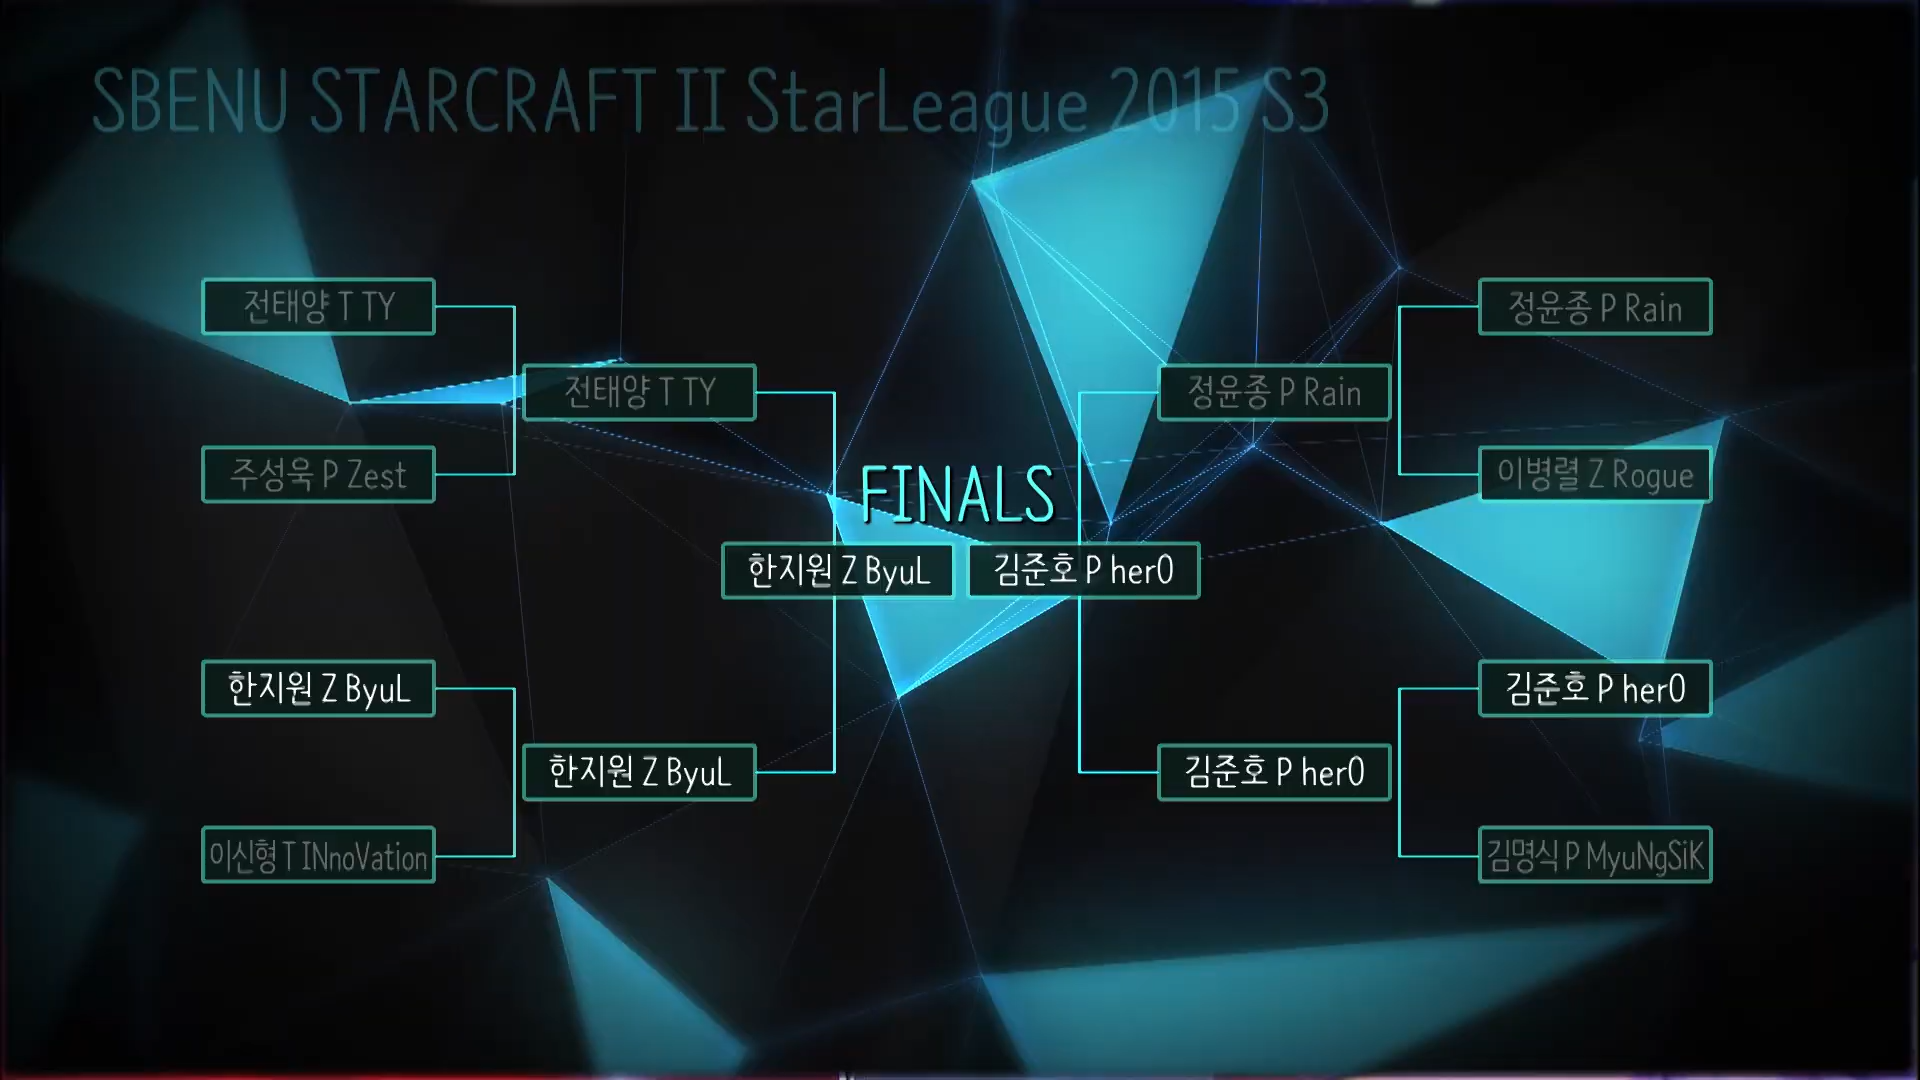 SBENU STARCRAFT II StarLeague 2015 S3
전태양 T TY
정윤종 P Rain
전태양 T TY
정윤종 P Rain
주성욱 P Zest
이병렬 Z Rogue
FINALS
한지원 Z ByuL
김준호 P her0
한지원 Z ByuL
김준호 P her0
한지원 Z ByuL
김준호 P her0
이신형 T INnoVation
김명식 P MyuNgSiK